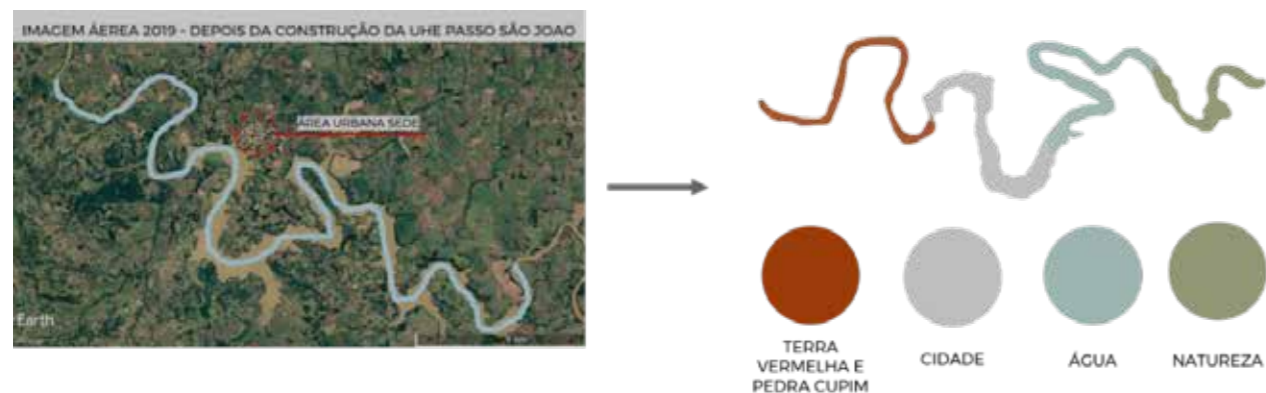 IMAGEM ÁEREA 2019 - DEPOIS DA CONSTRUÇÃO DA UHE PASSO SÃO JOAO
ÁREA URBANA SEDE
Earth
TERRA
VERMELHA E
PEDRA CUPIM
CIDADE
ÁGUA
NATUREZA